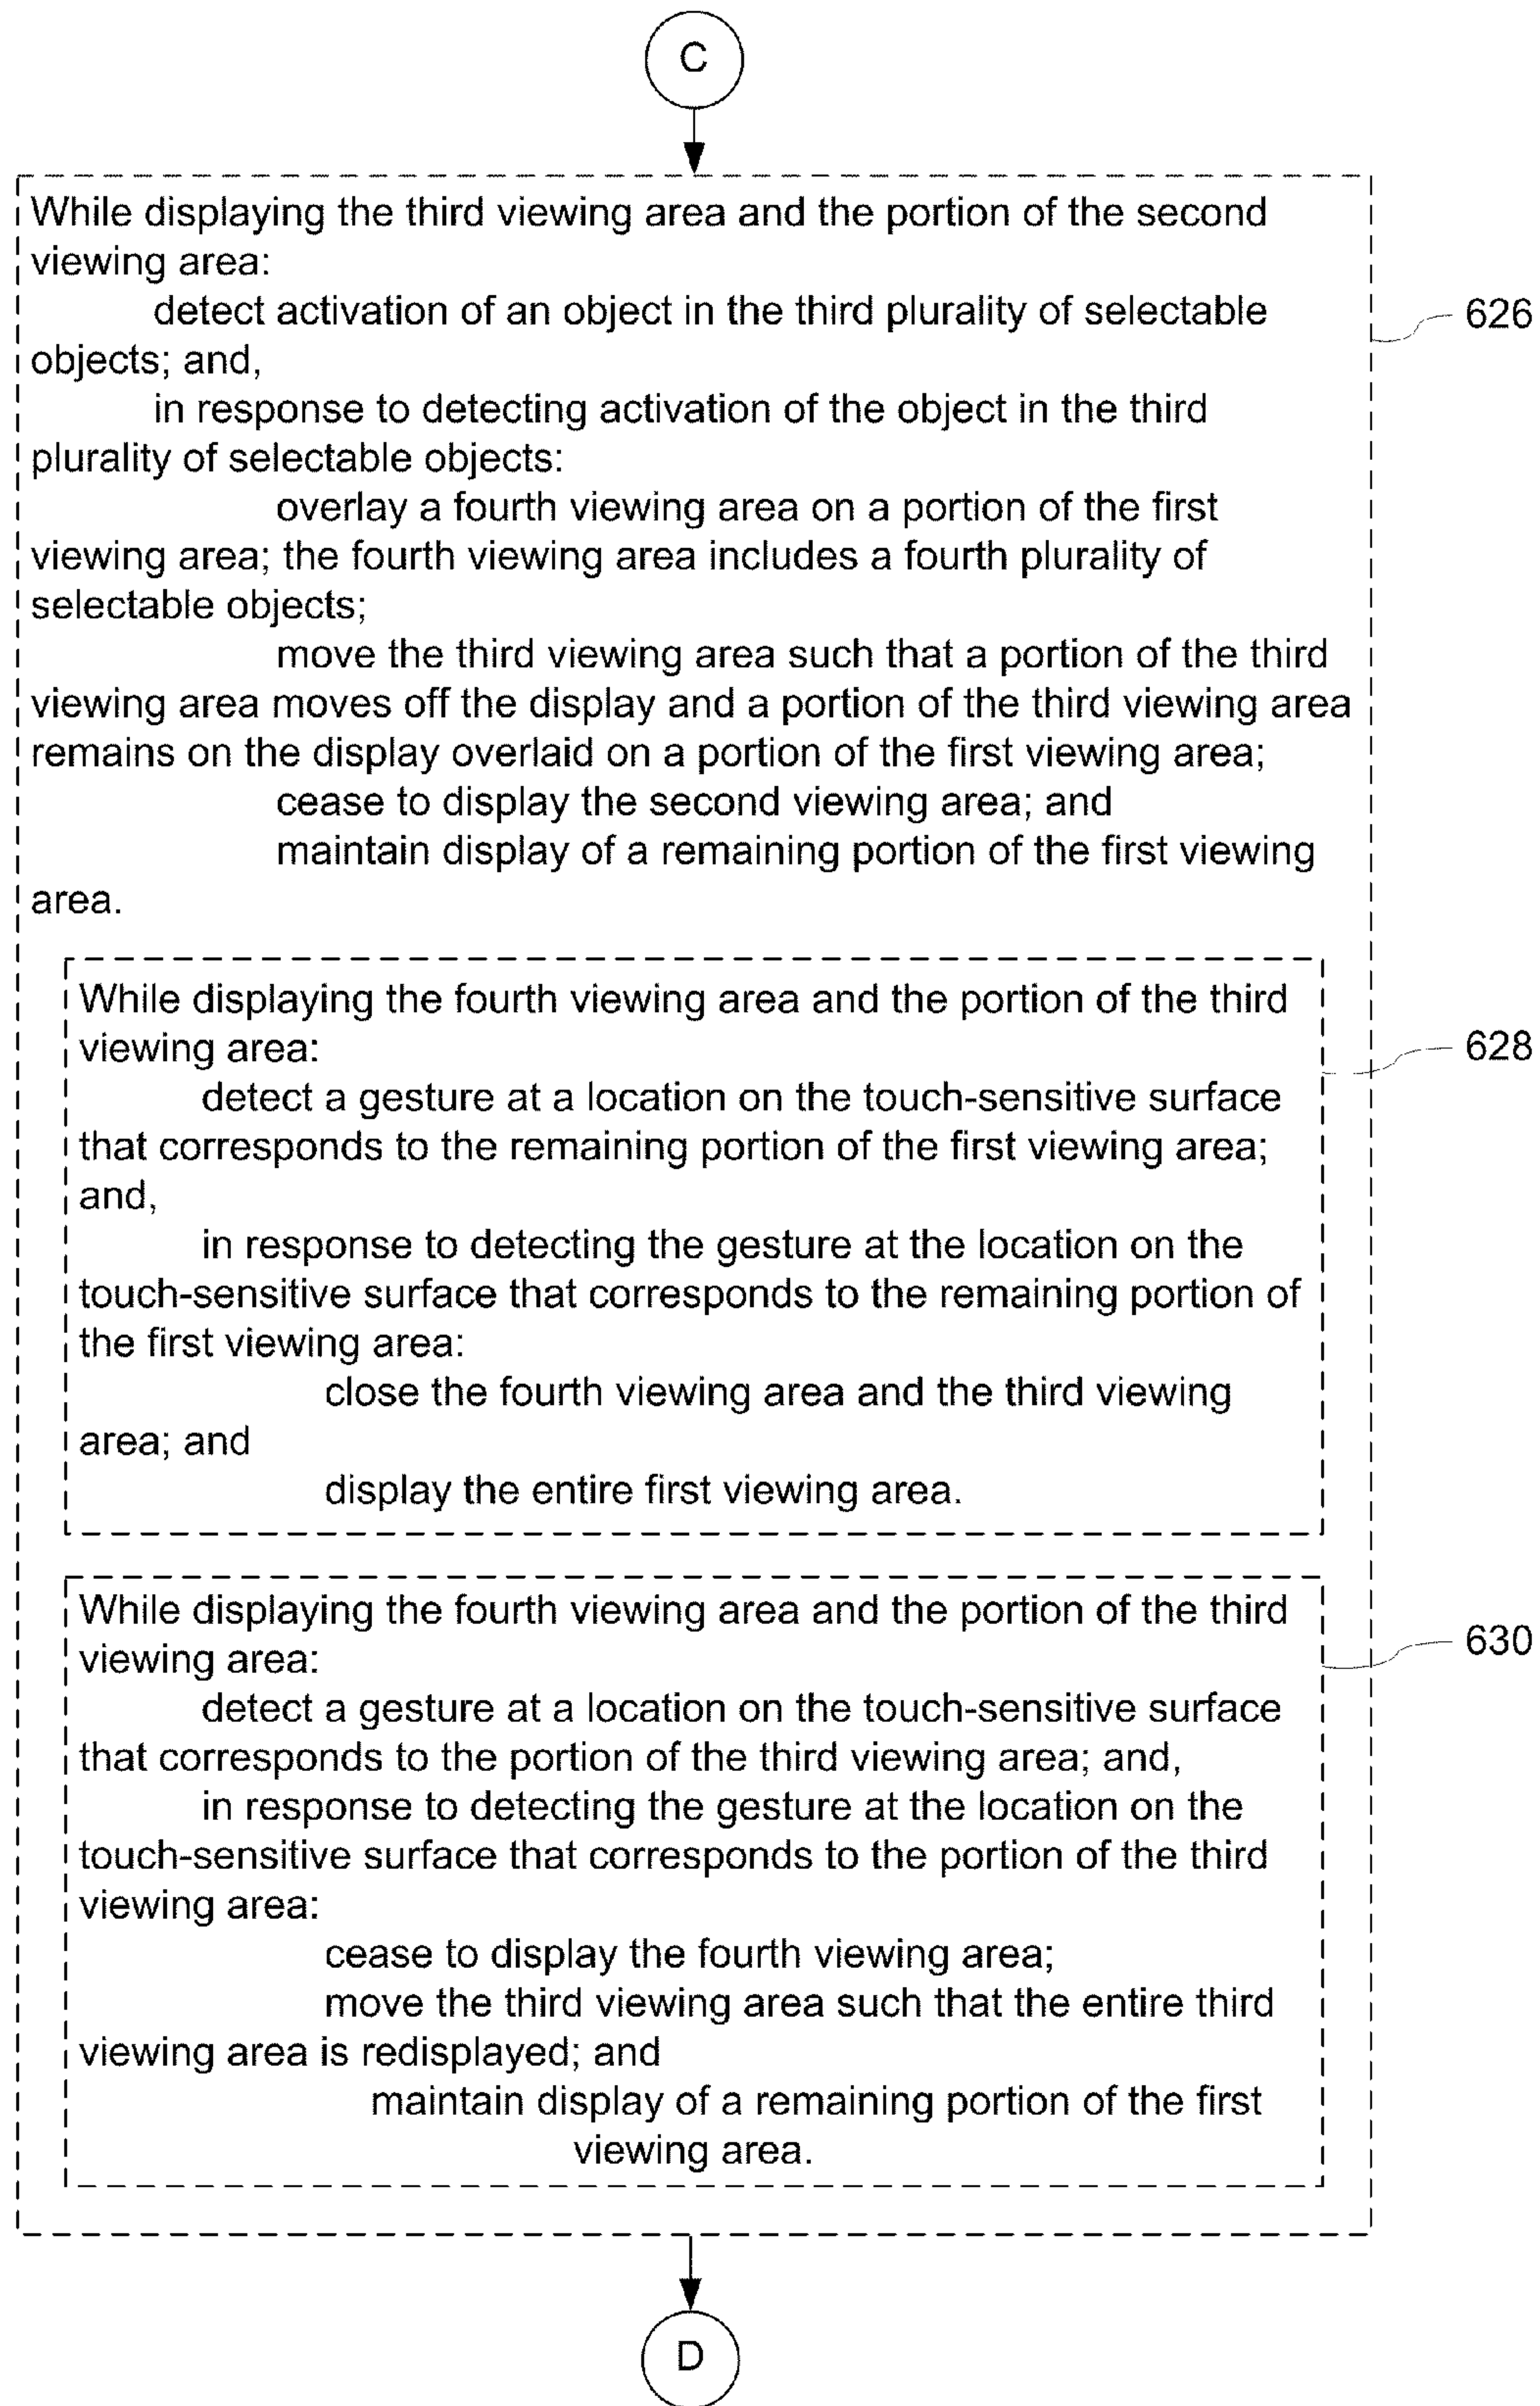 C
While displaying the third viewing area and the portion of the second
viewing area:
detect activation of an object in the third plurality of selectable
objects; and,
in response to detecting activation of the object in the third
plurality of selectable objects:
overlay a fourth viewing area on a portion of the first
viewing area; the fourth viewing area includes a fourth plurality of
selectable objects;
move the third viewing area such that a portion of the third
viewing area moves off the display and a portion of the third viewing area
remains on the display overlaid on a portion of the first viewing area;
cease to display the second viewing area; and
maintain display of a remaining portion of the first viewing
area.
626
While displaying the fourth viewing area and the portion of the third
viewing area:
detect a gesture at a location on the touch-sensitive surface
that corresponds to the remaining portion of the first viewing area;
and,
in response to detecting the gesture at the location on the
touch-sensitive surface that corresponds to the remaining portion of
the first viewing area:
close the fourth viewing area and the third viewing
area; and
display the entire first viewing area.
628
While displaying the fourth viewing area and the portion of the third
viewing area:
detect a gesture at a location on the touch-sensitive surface
that corresponds to the portion of the third viewing area; and,
in response to detecting the gesture at the location on the
touch-sensitive surface that corresponds to the portion of the third
viewing area:
cease to display the fourth viewing area;
move the third viewing area such that the entire third
viewing area is redisplayed; and
maintain display of a remaining portion of the first
viewing area.
630
D